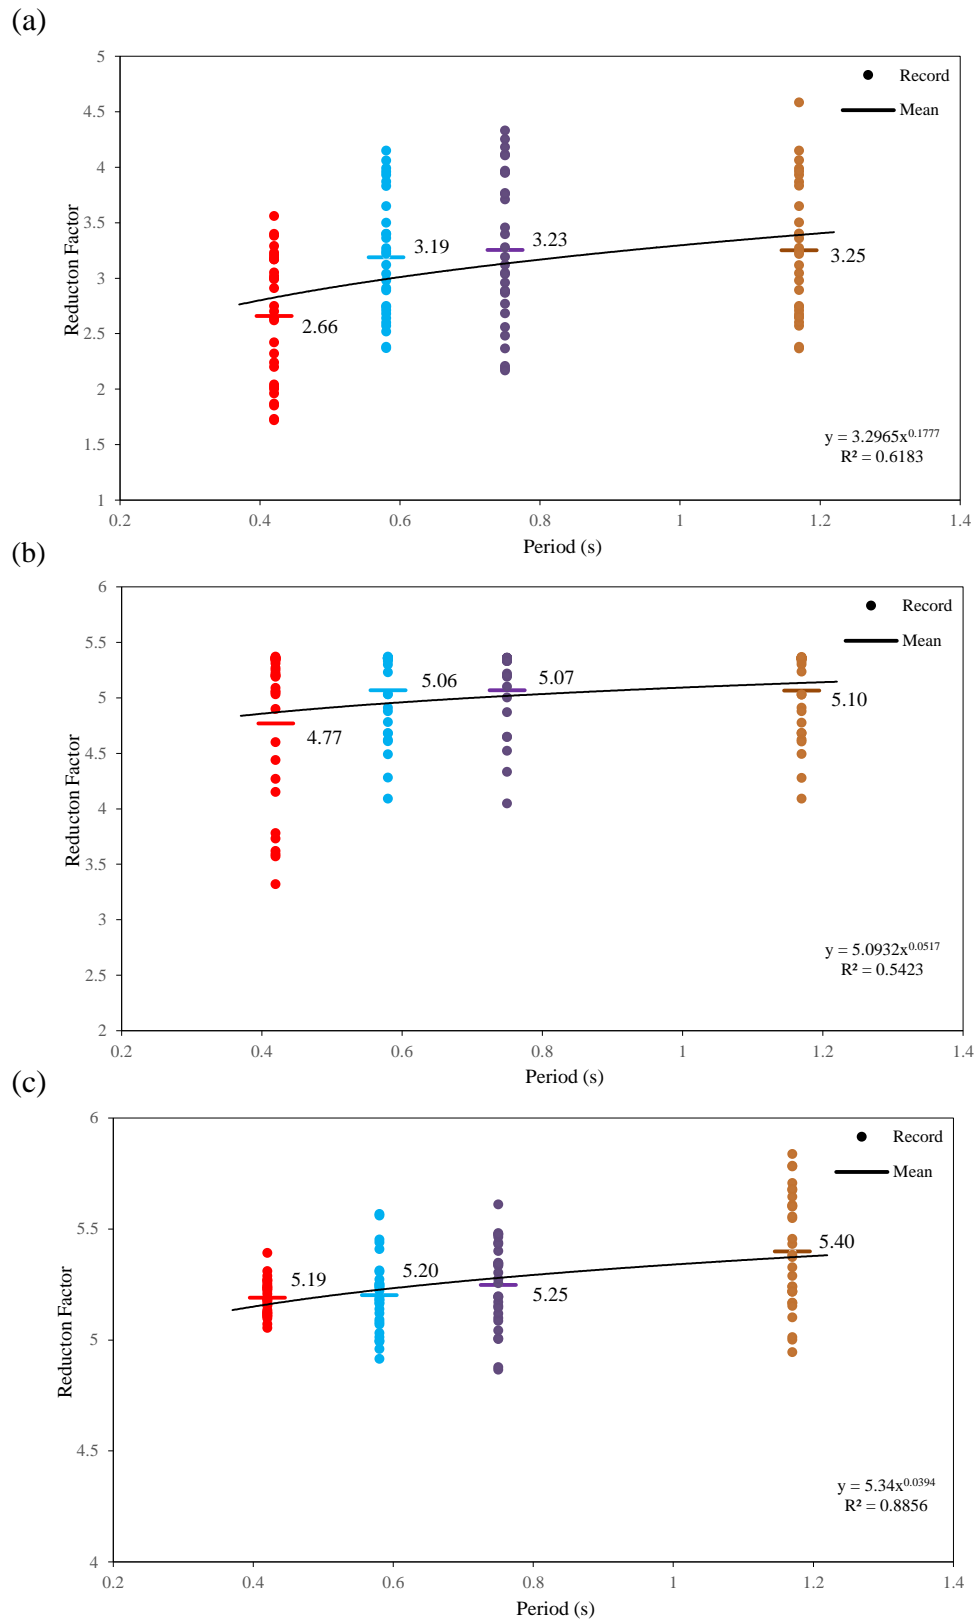 (a)
5
4.5
4
3.5
3
2.5
2
1.5
1
Reducton Factor
Record
Mean
2.66
3.19
3.23
3.25
y = 3.2965x^0.1777
R² = 0.6183
0.2 0.4 0.6 0.8 1 1.2 1.4
Period (s)
(b)
6
5.5
5
4.5
4
3.5
3
2.5
2
Reducton Factor
Record
Mean
4.77
5.06
5.07
5.10
y = 5.0932x^0.0517
R² = 0.5423
0.2 0.4 0.6 0.8 1 1.2 1.4
Period (s)
(c)
6
5.5
5
4.5
4
Reducton Factor
Record
Mean
5.19
5.20
5.25
5.40
y = 5.34x^0.0394
R² = 0.8856
0.2 0.4 0.6 0.8 1 1.2 1.4
Period (s)